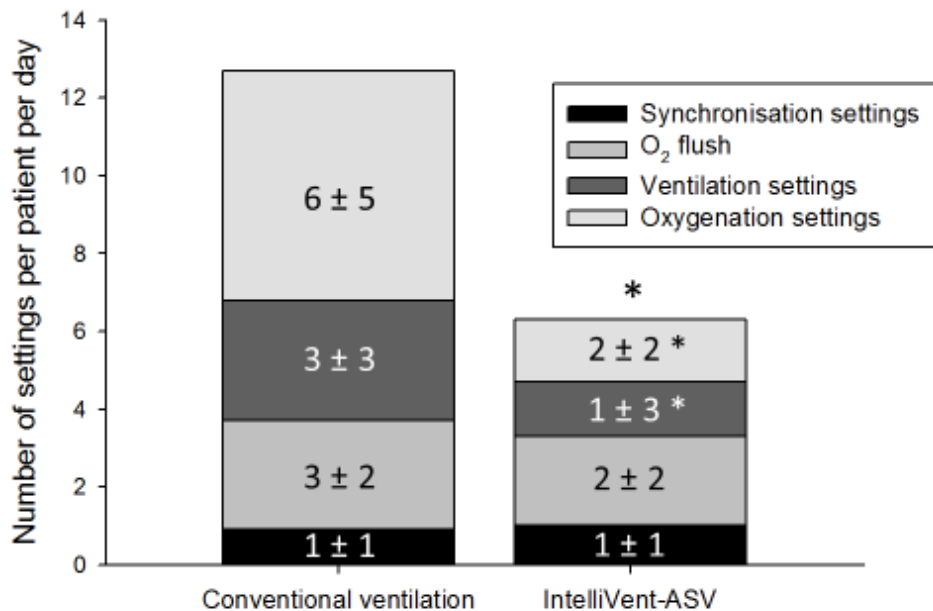 Number of settings per patient per day
14
12
10
8
6
4
2
0
Synchronisation settings
O₂ flush
Ventilation settings
Oxygenation settings
6 ± 5
3 ± 3
3 ± 2
1 ± 1
*
2 ± 2 *
1 ± 3 *
2 ± 2
1 ± 1
Conventional ventilation
IntelliVent-ASV